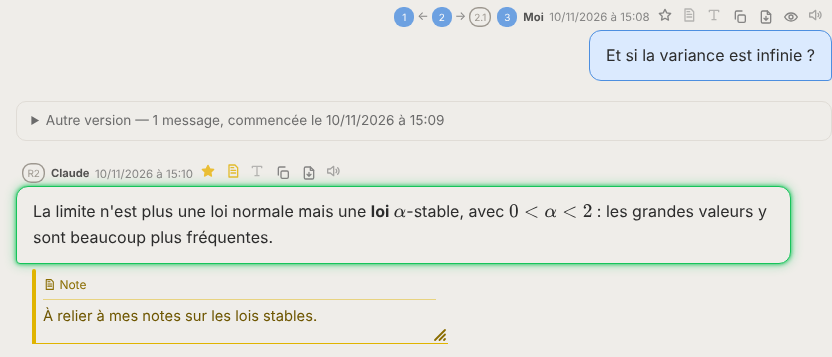 1 ← 2 → 2.1 3 Moi 10/11/2026 à 15:08
Et si la variance est infinie ?
▶ Autre version — 1 message, commencée le 10/11/2026 à 15:09
R2 Claude 10/11/2026 à 15:10
La limite n'est plus une loi normale mais une loi α-stable, avec 0 < α < 2 : les grandes valeurs y
sont beaucoup plus fréquentes.
Note
À relier à mes notes sur les lois stables.